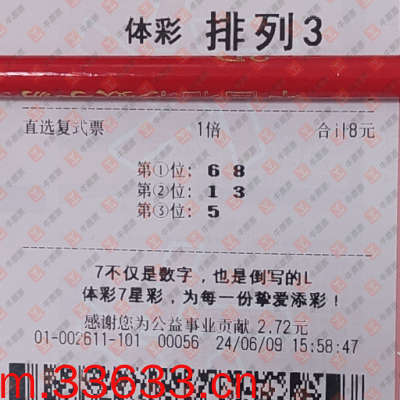 体彩 排列3
直选复式票 1倍 合计8元
第①位: 6 8
第②位: 1 3
第③位: 5
7不仅是数字，也是倒写的L
体彩7星彩，为每一份挚爱添彩！
感谢您为公益事业贡献 2.72元
01-002611-101 00056 24/06/09 15:58:47
m.33633.cn